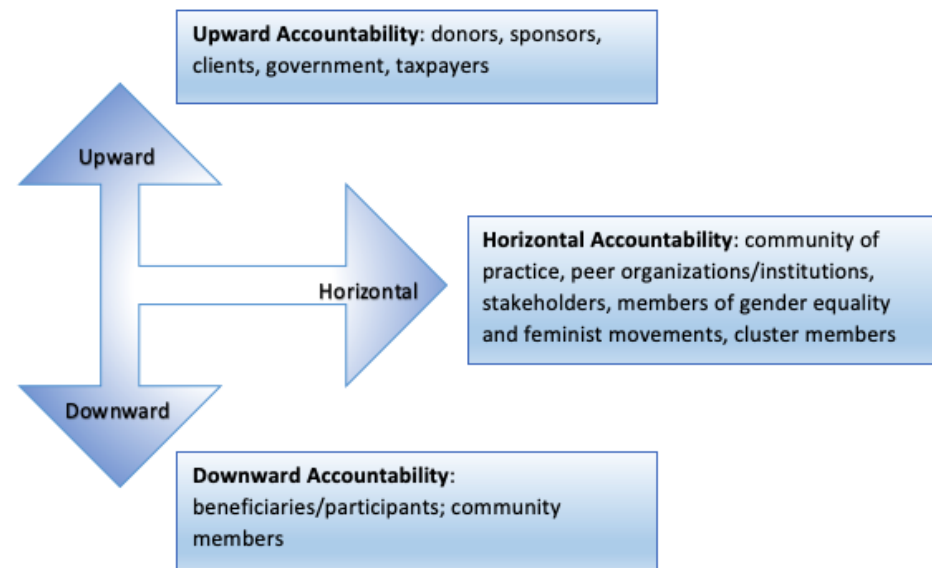 Upward Accountability: donors, sponsors,
clients, government, taxpayers
Upward
Horizontal Accountability: community of
practice, peer organizations/institutions,
stakeholders, members of gender equality
and feminist movements, cluster members
Horizontal
Downward
Downward Accountability:
beneficiaries/participants; community
members